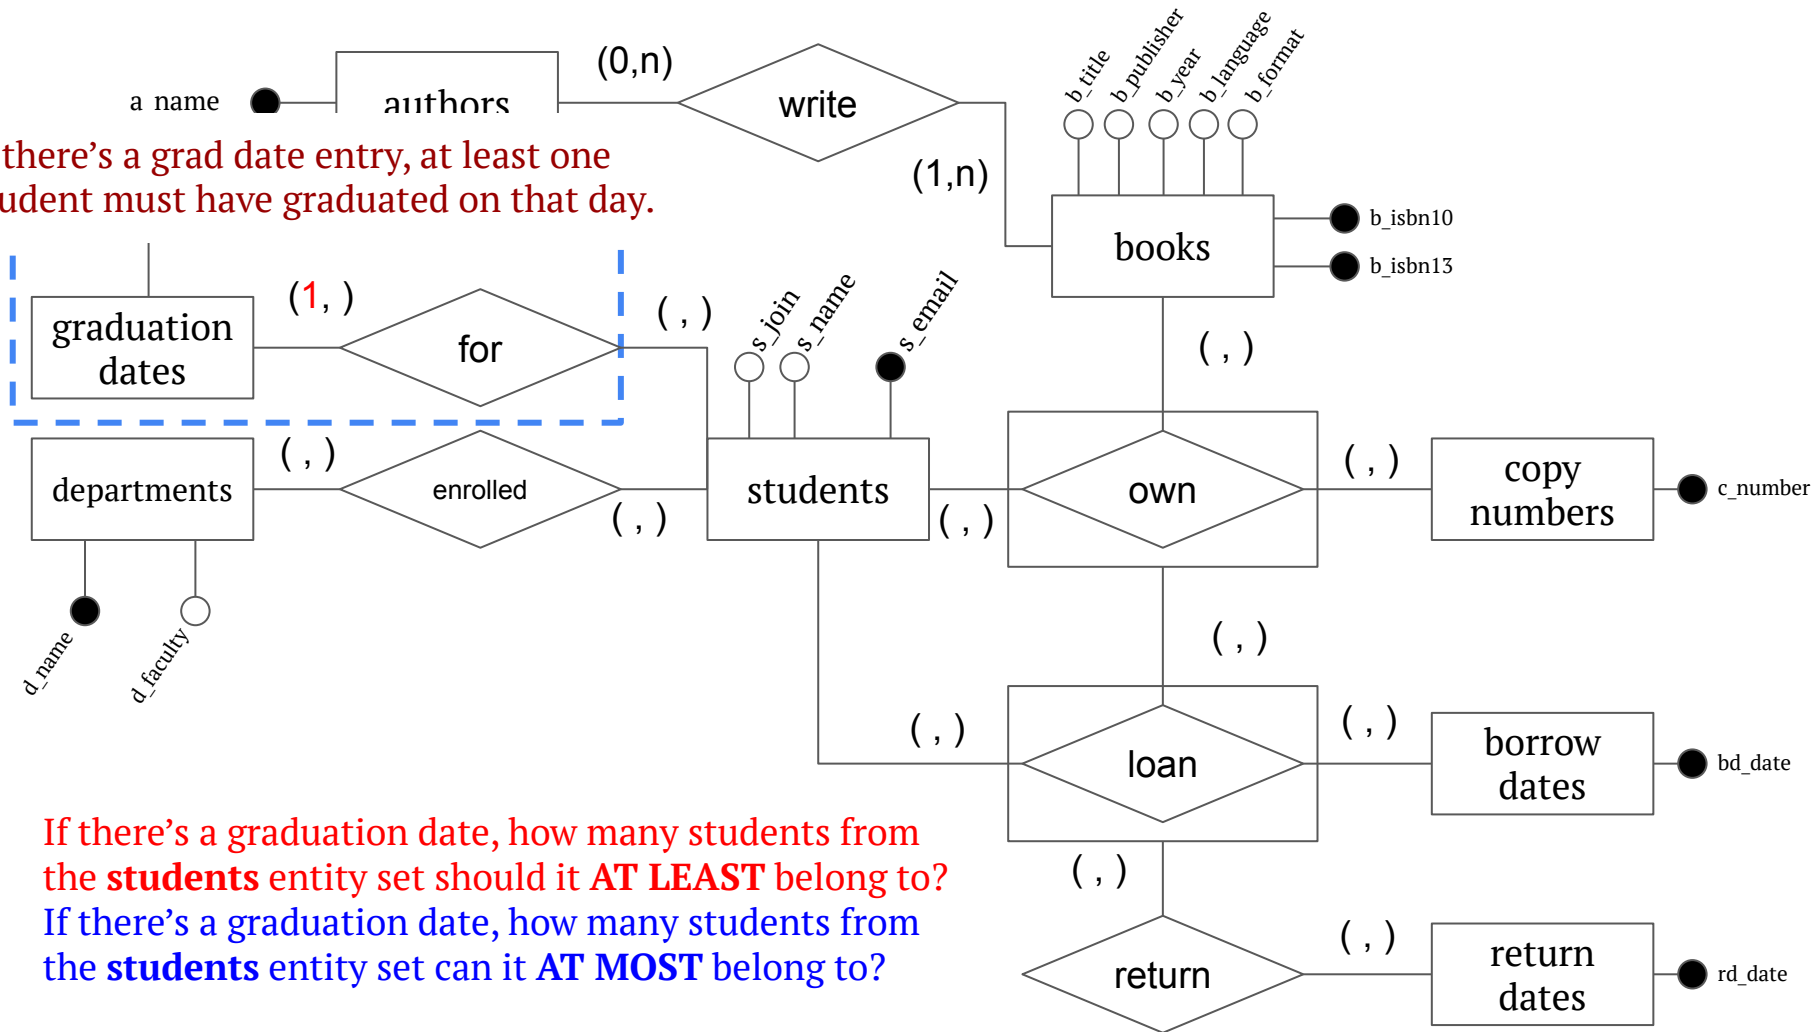 b_title
b_publisher
b_year
b_language
b_format
(0,n)
a name
authors
write
there’s a grad date entry, at least one
udent must have graduated on that day.
(1,n)
b_isbn10
books
b_isbn13
(1, )
( , )
s_join
s_name
s_email
graduation
dates
for
( , )
( , )
( , )
departments
enrolled
students
own
copy
numbers
c_number
( , )
( , )
d_name
d_faculty
( , )
( , )
( , )
loan
borrow
dates
bd_date
If there’s a graduation date, how many students from
the students entity set should it AT LEAST belong to?
If there’s a graduation date, how many students from
the students entity set can it AT MOST belong to?
( , )
( , )
return
return
dates
rd_date